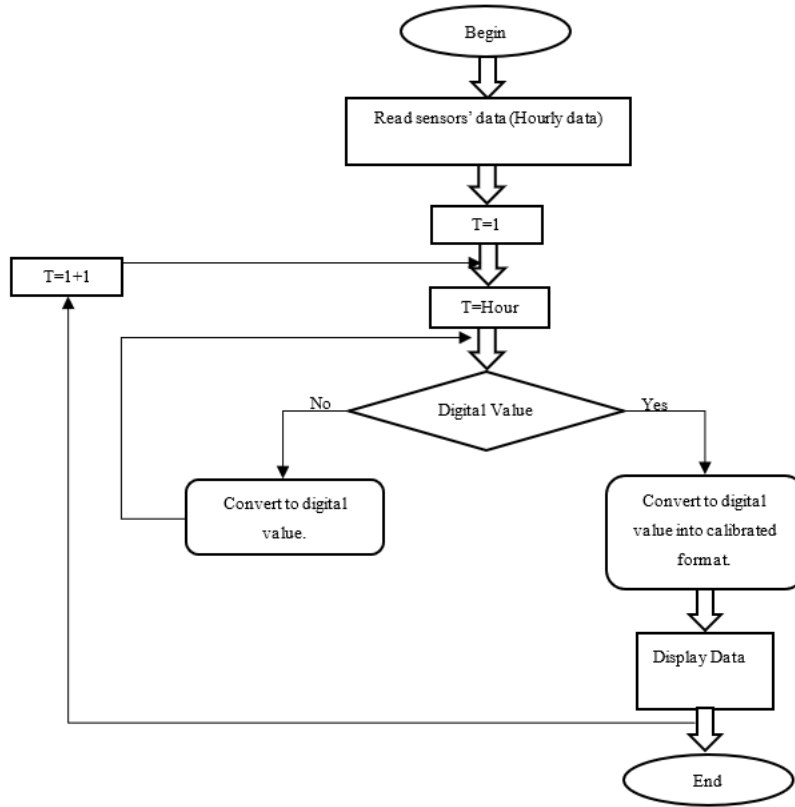 Begin
Read sensors’ data (Hourly data)
T=1
T=1+1
T=Hour
No
Digital Value
Yes
Convert to digital
value.
Convert to digital
value into calibrated
format.
Display Data
End